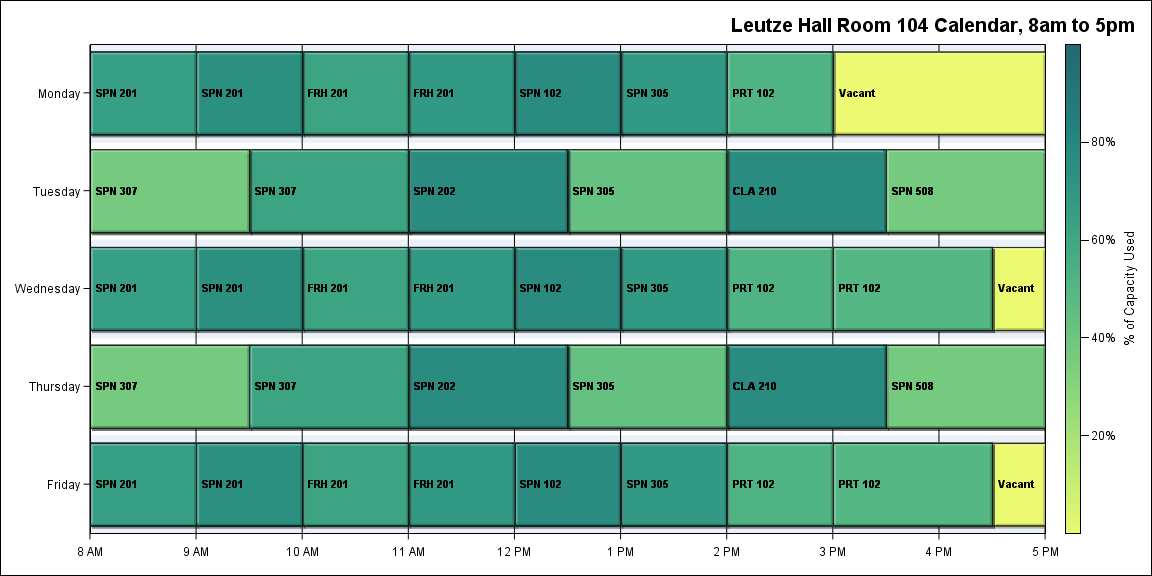 Leutze Hall Room 104 Calendar, 8am to 5pm
Monday
SPN 201
SPN 201
FRH 201
FRH 201
SPN 102
SPN 305
PRT 102
Vacant
Tuesday
SPN 307
SPN 307
SPN 202
SPN 305
CLA 210
SPN 508
Wednesday
SPN 201
SPN 201
FRH 201
FRH 201
SPN 102
SPN 305
PRT 102
PRT 102
Vacant
Thursday
SPN 307
SPN 307
SPN 202
SPN 305
CLA 210
SPN 508
Friday
SPN 201
SPN 201
FRH 201
FRH 201
SPN 102
SPN 305
PRT 102
PRT 102
Vacant
8 AM
9 AM
10 AM
11 AM
12 PM
1 PM
2 PM
3 PM
4 PM
5 PM
80%
60%
40%
20%
% of Capacity Used